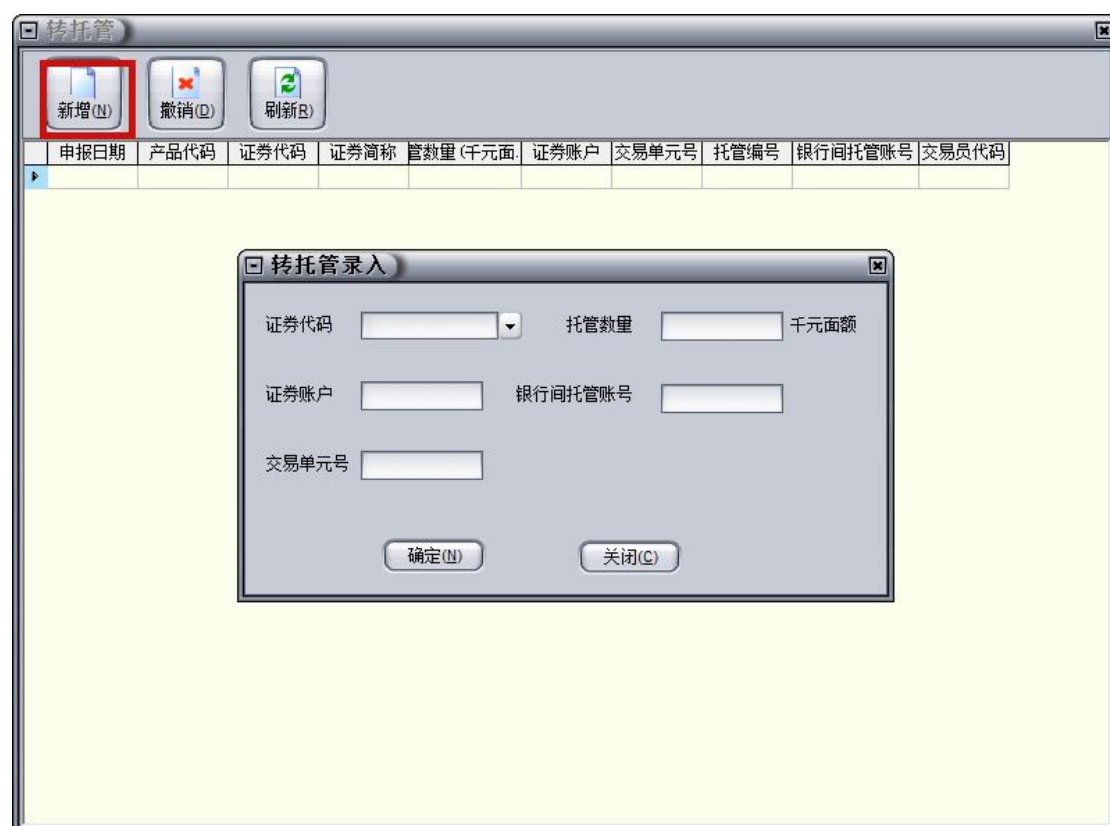 转托管
新增(N) 撤销(D) 刷新R)
申报日期 产品代码 证券代码 证券简称 管数量(千元面. 证券账户 交易单元号 托管编号 银行间托管账号 交易员代码
转托管录入
证券代码 托管数量 千元面额
证券账户 银行间托管账号
交易单元号
确定(N) 关闭(C)